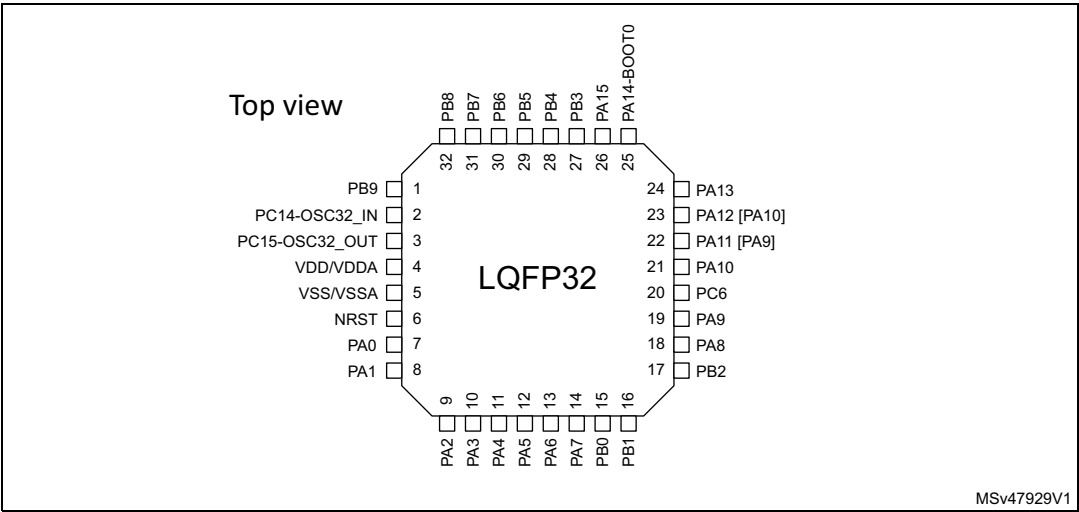 Top view
PB8
PB7
PB6
PB5
PB4
PB3
PA15
PA14-BOOT0
32
31
30
29
28
27
26
25
PB9 1
PC14-OSC32_IN 2
PC15-OSC32_OUT 3
VDD/VDDA 4
VSS/VSSA 5
NRST 6
PA0 7
PA1 8
LQFP32
24 PA13
23 PA12 [PA10]
22 PA11 [PA9]
21 PA10
20 PC6
19 PA9
18 PA8
17 PB2
9
10
11
12
13
14
15
16
PA2
PA3
PA4
PA5
PA6
PA7
PB0
PB1
MSv47929V1